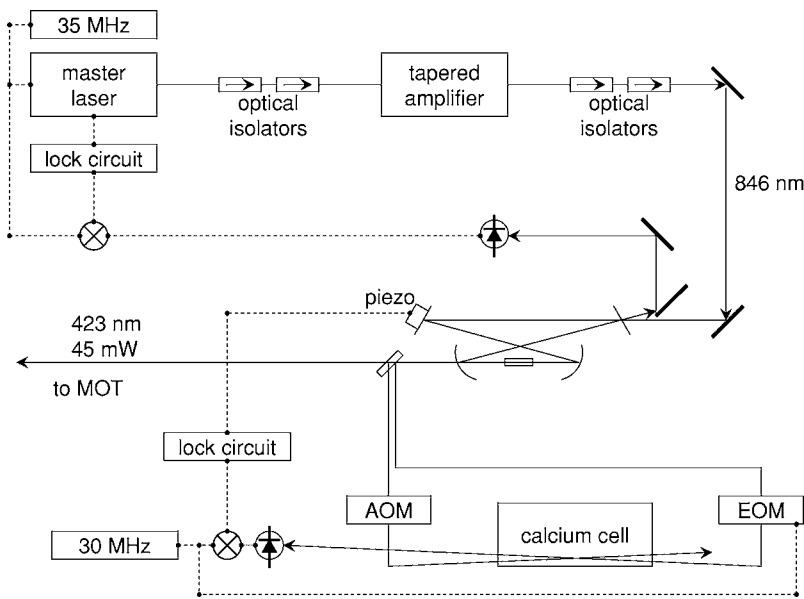 35 MHz
master
laser
tapered
amplifier
optical
isolators
optical
isolators
lock circuit
846 nm
piezo
423 nm
45 mW
to MOT
lock circuit
AOM
EOM
calcium cell
30 MHz